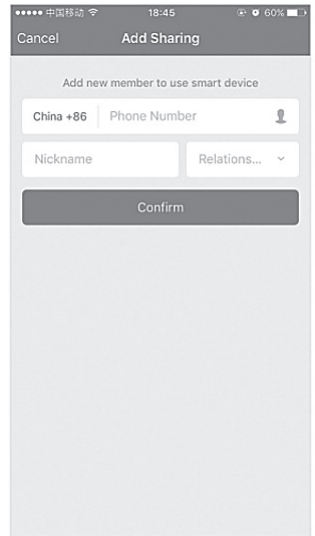 中国移动 18:45 60%
Cancel Add Sharing
Add new member to use smart device
China +86 Phone Number
Nickname Relations...
Confirm